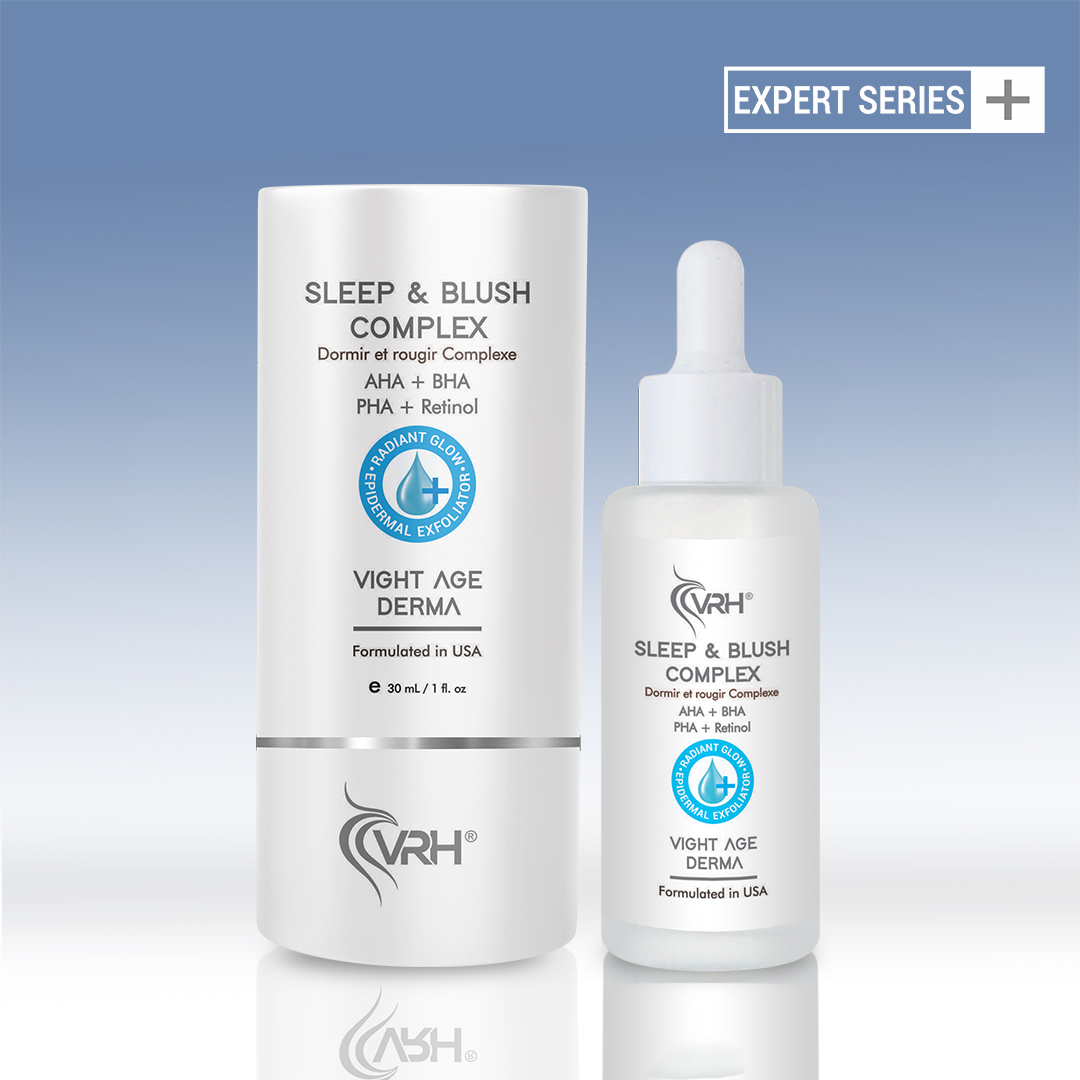 EXPERT SERIES +
SLEEP & BLUSH
COMPLEX
Dormir et rougir Complexe
AHA + BHA
PHA + Retinol
RADIANT GLOW
EPIDERMAL EXFOLIATOR
VIGHT AGE
DERMA
Formulated in USA
e 30 mL / 1 fl. oz
VRH®
VRH®
SLEEP & BLUSH
COMPLEX
Dormir et rougir Complexe
AHA + BHA
PHA + Retinol
RADIANT GLOW
EPIDERMAL EXFOLIATOR
VIGHT AGE
DERMA
Formulated in USA